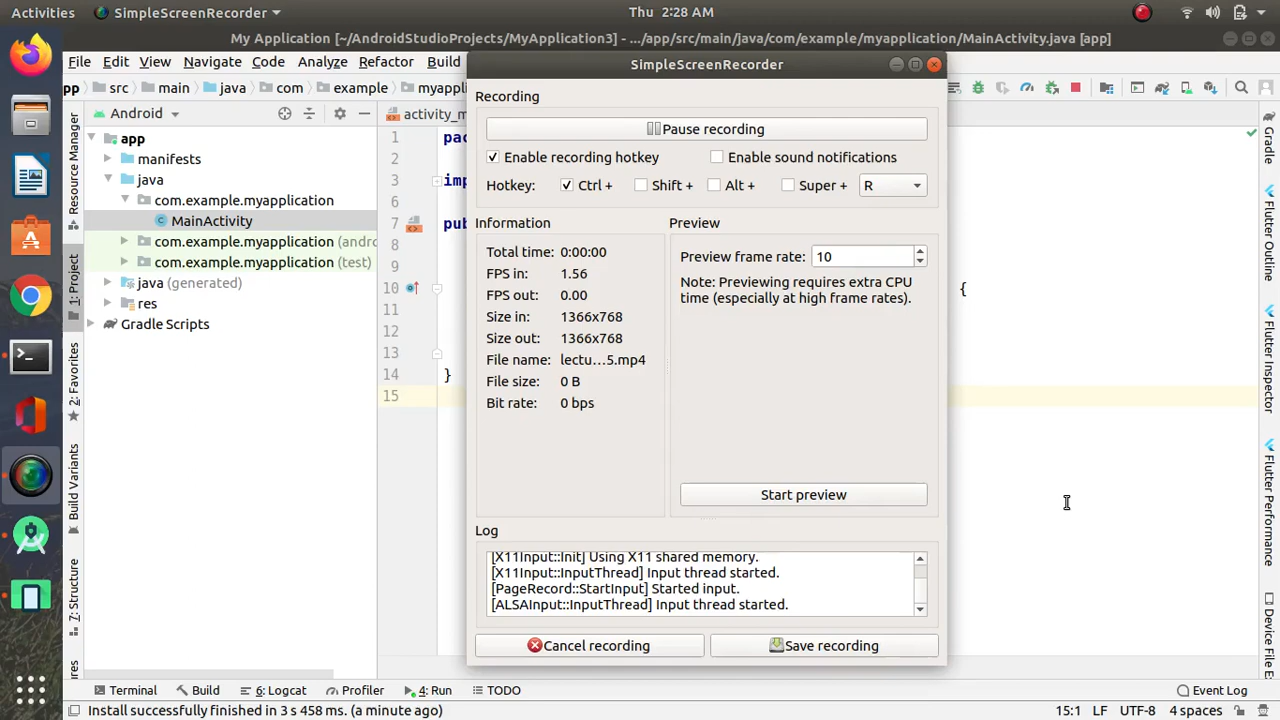 Activities SimpleScreenRecorder Thu 2:28 AM
My Application [~/AndroidStudioProjects/MyApplication3] - .../app/src/main/java/com/example/myapplication/MainActivity.java [app]
File Edit View Navigate Code Analyze Refactor Build
pp src main java com example myappli
Android
activity_m
app
manifests
java
com.example.myapplication
MainActivity
com.example.myapplication (andro
com.example.myapplication (test)
java (generated)
res
Gradle Scripts
Resource Manager
1: Project
2: Favorites
Build Variants
7: Structure
res
1 pac
2
3 imp
6
7 pub
8
9
10 {
11
12
13
14 }
15
SimpleScreenRecorder
Recording
Pause recording
Enable recording hotkey Enable sound notifications
Hotkey: Ctrl + Shift + Alt + Super + R
Information
Total time: 0:00:00
FPS in: 1.56
FPS out: 0.00
Size in: 1366x768
Size out: 1366x768
File name: lectu...5.mp4
File size: 0 B
Bit rate: 0 bps
Preview
Preview frame rate: 10
Note: Previewing requires extra CPU
time (especially at high frame rates).
Start preview
Log
[X11Input::Init] Using X11 shared memory.
[X11Input::InputThread] Input thread started.
[PageRecord::StartInput] Started input.
[ALSAInput::InputThread] Input thread started.
Cancel recording Save recording
Gradle
Flutter Outline
Flutter Inspector
Flutter Performance
Device File E
Terminal Build 6: Logcat Profiler 4: Run TODO Event Log
Install successfully finished in 3 s 458 ms. (a minute ago) 15:1 LF UTF-8 4 spaces